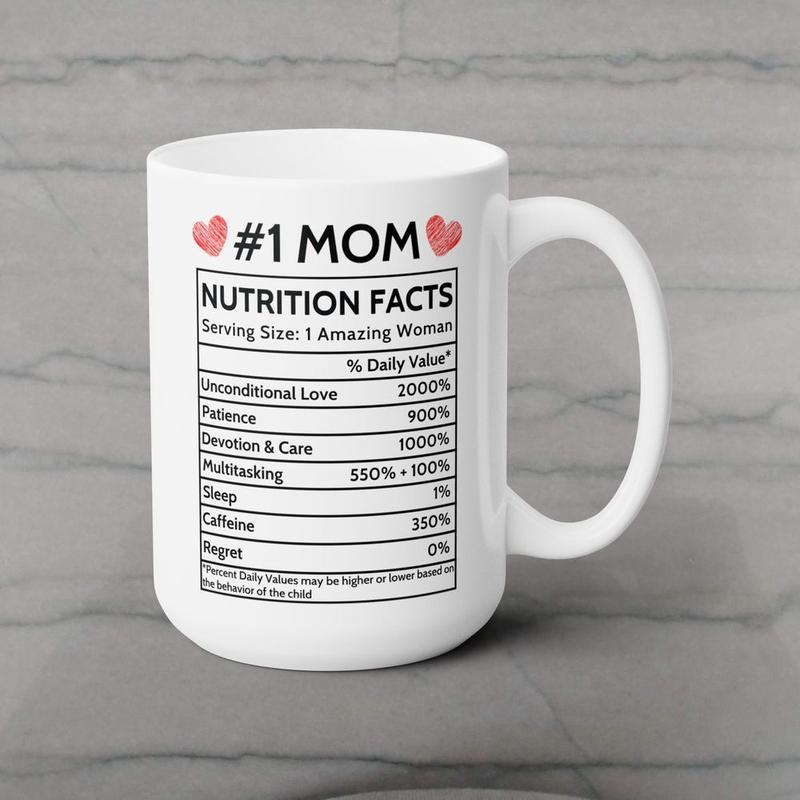 #1 MOM
NUTRITION FACTS
Serving Size: 1 Amazing Woman
% Daily Value*
Unconditional Love 2000%
Patience 900%
Devotion & Care 1000%
Multitasking 550% + 100%
Sleep 1%
Caffeine 350%
Regret 0%
*Percent Daily Values may be higher or lower based on
the behavior of the child